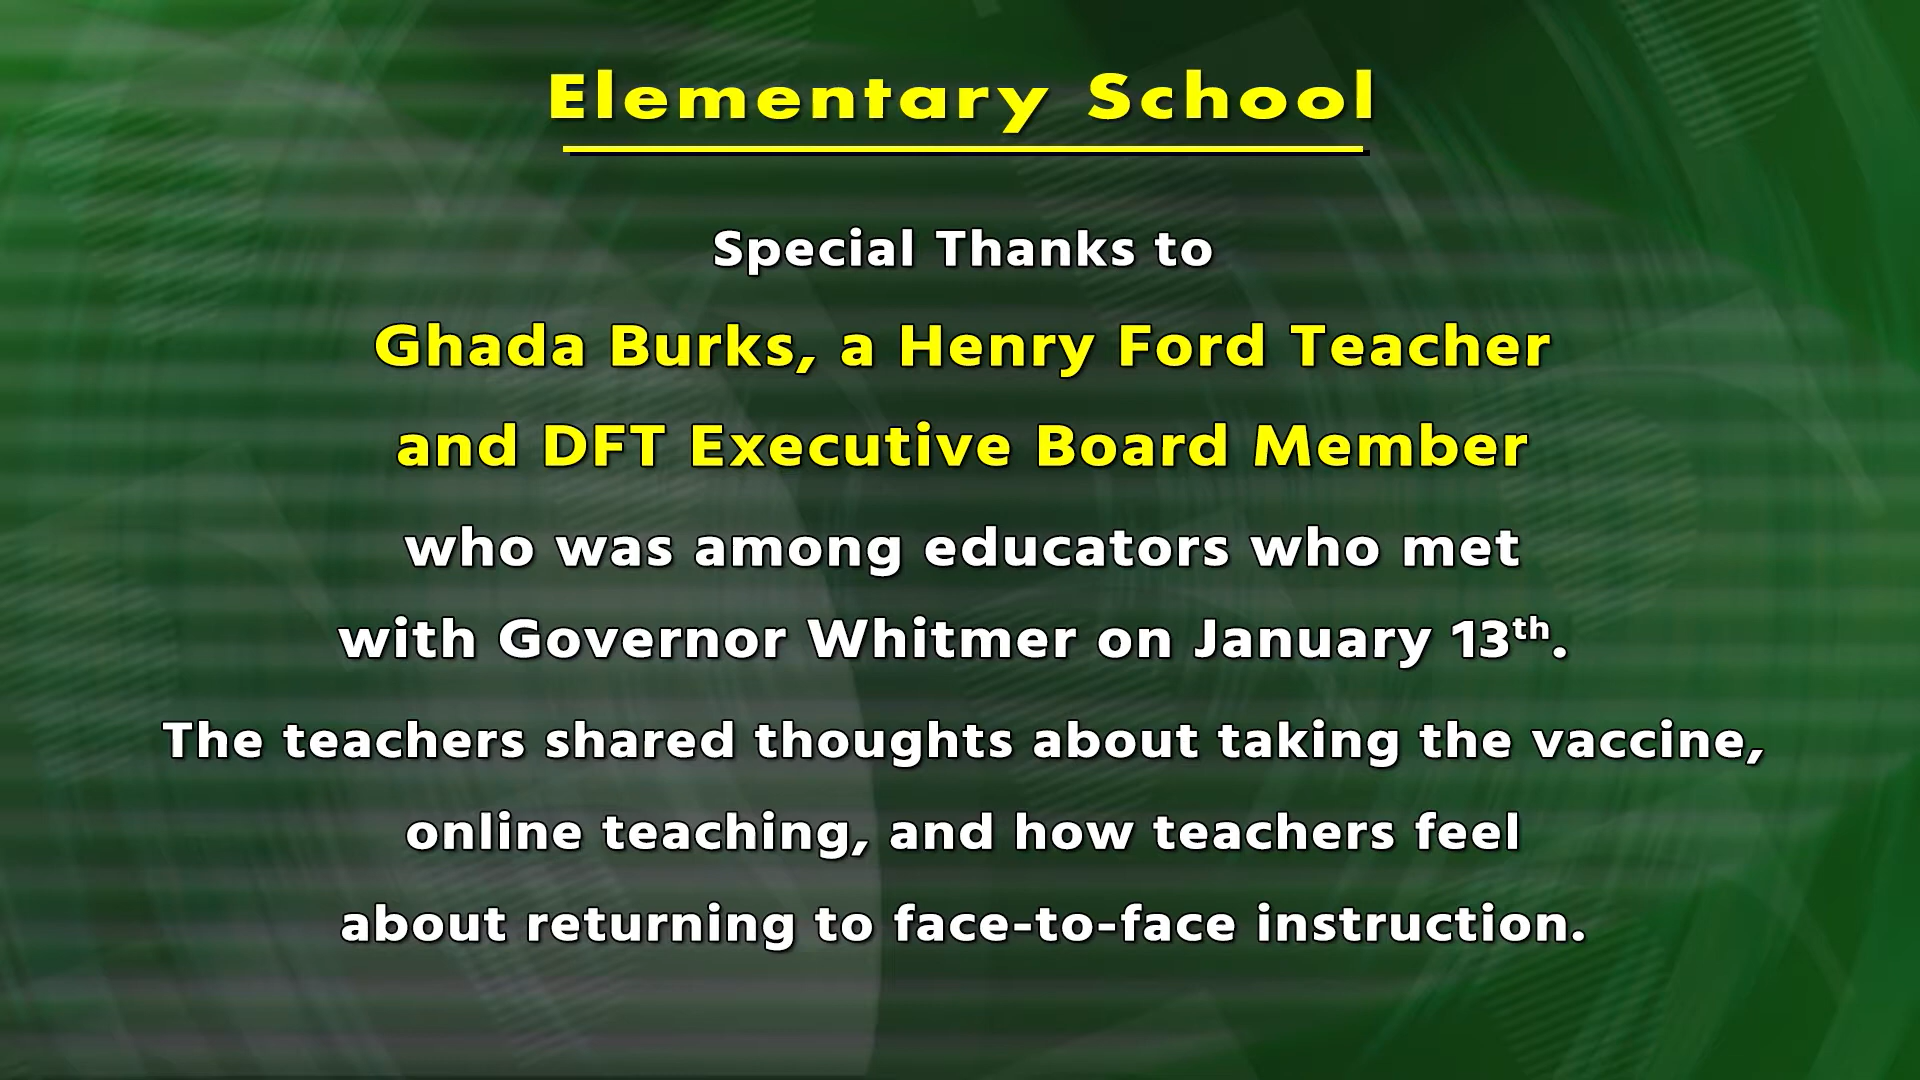 Elementary School
Special Thanks to
Ghada Burks, a Henry Ford Teacher
and DFT Executive Board Member
who was among educators who met
with Governor Whitmer on January 13th.
The teachers shared thoughts about taking the vaccine,
online teaching, and how teachers feel
about returning to face-to-face instruction.